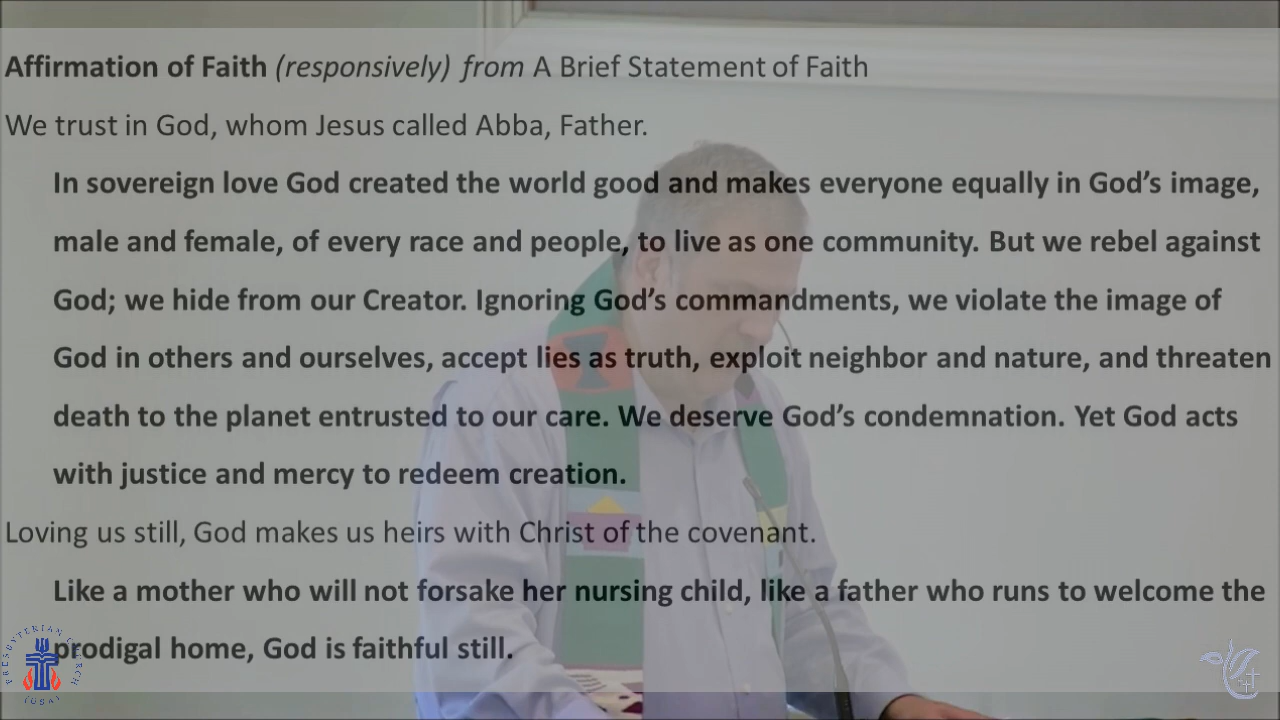 Affirmation of Faith (responsively) from A Brief Statement of Faith
We trust in God, whom Jesus called Abba, Father.
In sovereign love God created the world good and makes everyone equally in God’s image,
male and female, of every race and people, to live as one community. But we rebel against
God; we hide from our Creator. Ignoring God’s commandments, we violate the image of
God in others and ourselves, accept lies as truth, exploit neighbor and nature, and threaten
death to the planet entrusted to our care. We deserve God’s condemnation. Yet God acts
with justice and mercy to redeem creation.
Loving us still, God makes us heirs with Christ of the covenant.
Like a mother who will not forsake her nursing child, like a father who runs to welcome the
prodigal home, God is faithful still.
PRESBYTERIAN CHURCH
(USA)